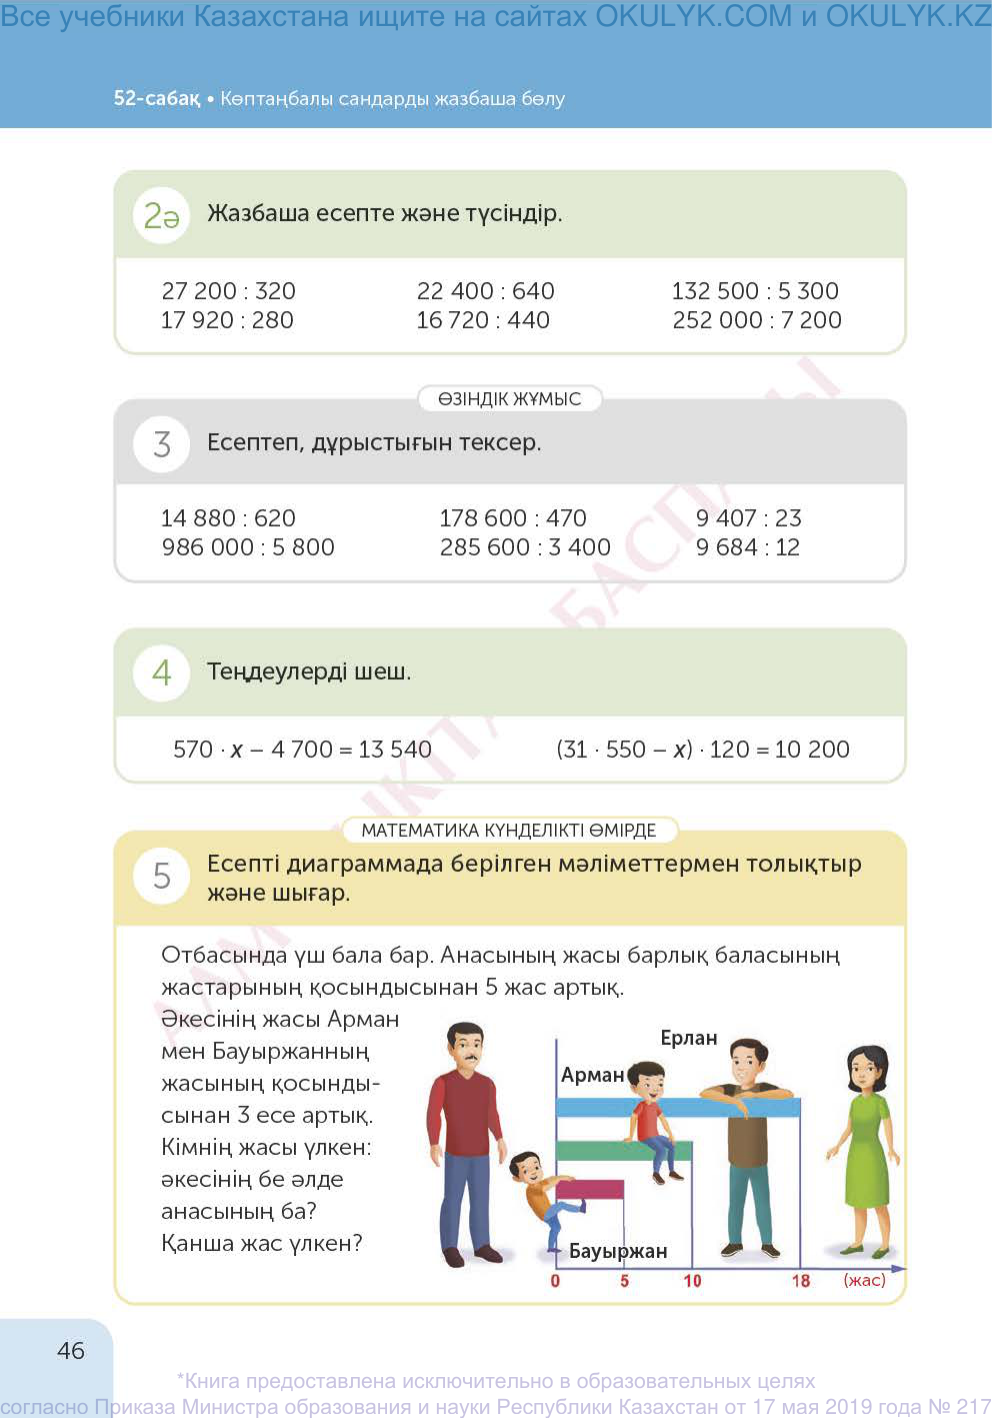 Все учебники Казахстана ищите на сайтах OKULYK.COM и OKULYK.KZ
52-сабақ • Көптаңбалы сандарды жазбаша бөлу
2ә Жазбаша есепте және түсіндір.
27 200 : 320 22 400 : 640 132 500 : 5 300
17 920 : 280 16 720 : 440 252 000 : 7 200
ӨЗІНДІК ЖҰМЫС
3 Есептеп, дұрыстығын тексер.
14 880 : 620 178 600 : 470 9 407 : 23
986 000 : 5 800 285 600 : 3 400 9 684 : 12
4 Теңдеулерді шеш.
570 · x – 4 700 = 13 540 (31 · 550 – x) · 120 = 10 200
МАТЕМАТИКА КҮНДЕЛІКТІ ӨМІРДЕ
5 Есепті диаграммада берілген мәліметтермен толықтыр
және шығар.
Отбасында үш бала бар. Анасының жасы барлық баласының
жастарының қосындысынан 5 жас артық.
Әкесінің жасы Арман
мен Бауыржанның
жасының қосынды-
сынан 3 есе артық.
Кімнің жасы үлкен:
әкесінің бе әлде
анасының ба?
Қанша жас үлкен?
Ерлан
Арман
Бауыржан
0 5 10 18 (жас)
46
*Книга предоставлена исключительно в образовательных целях
согласно Приказа Министра образования и науки Республики Казахстан от 17 мая 2019 года № 217